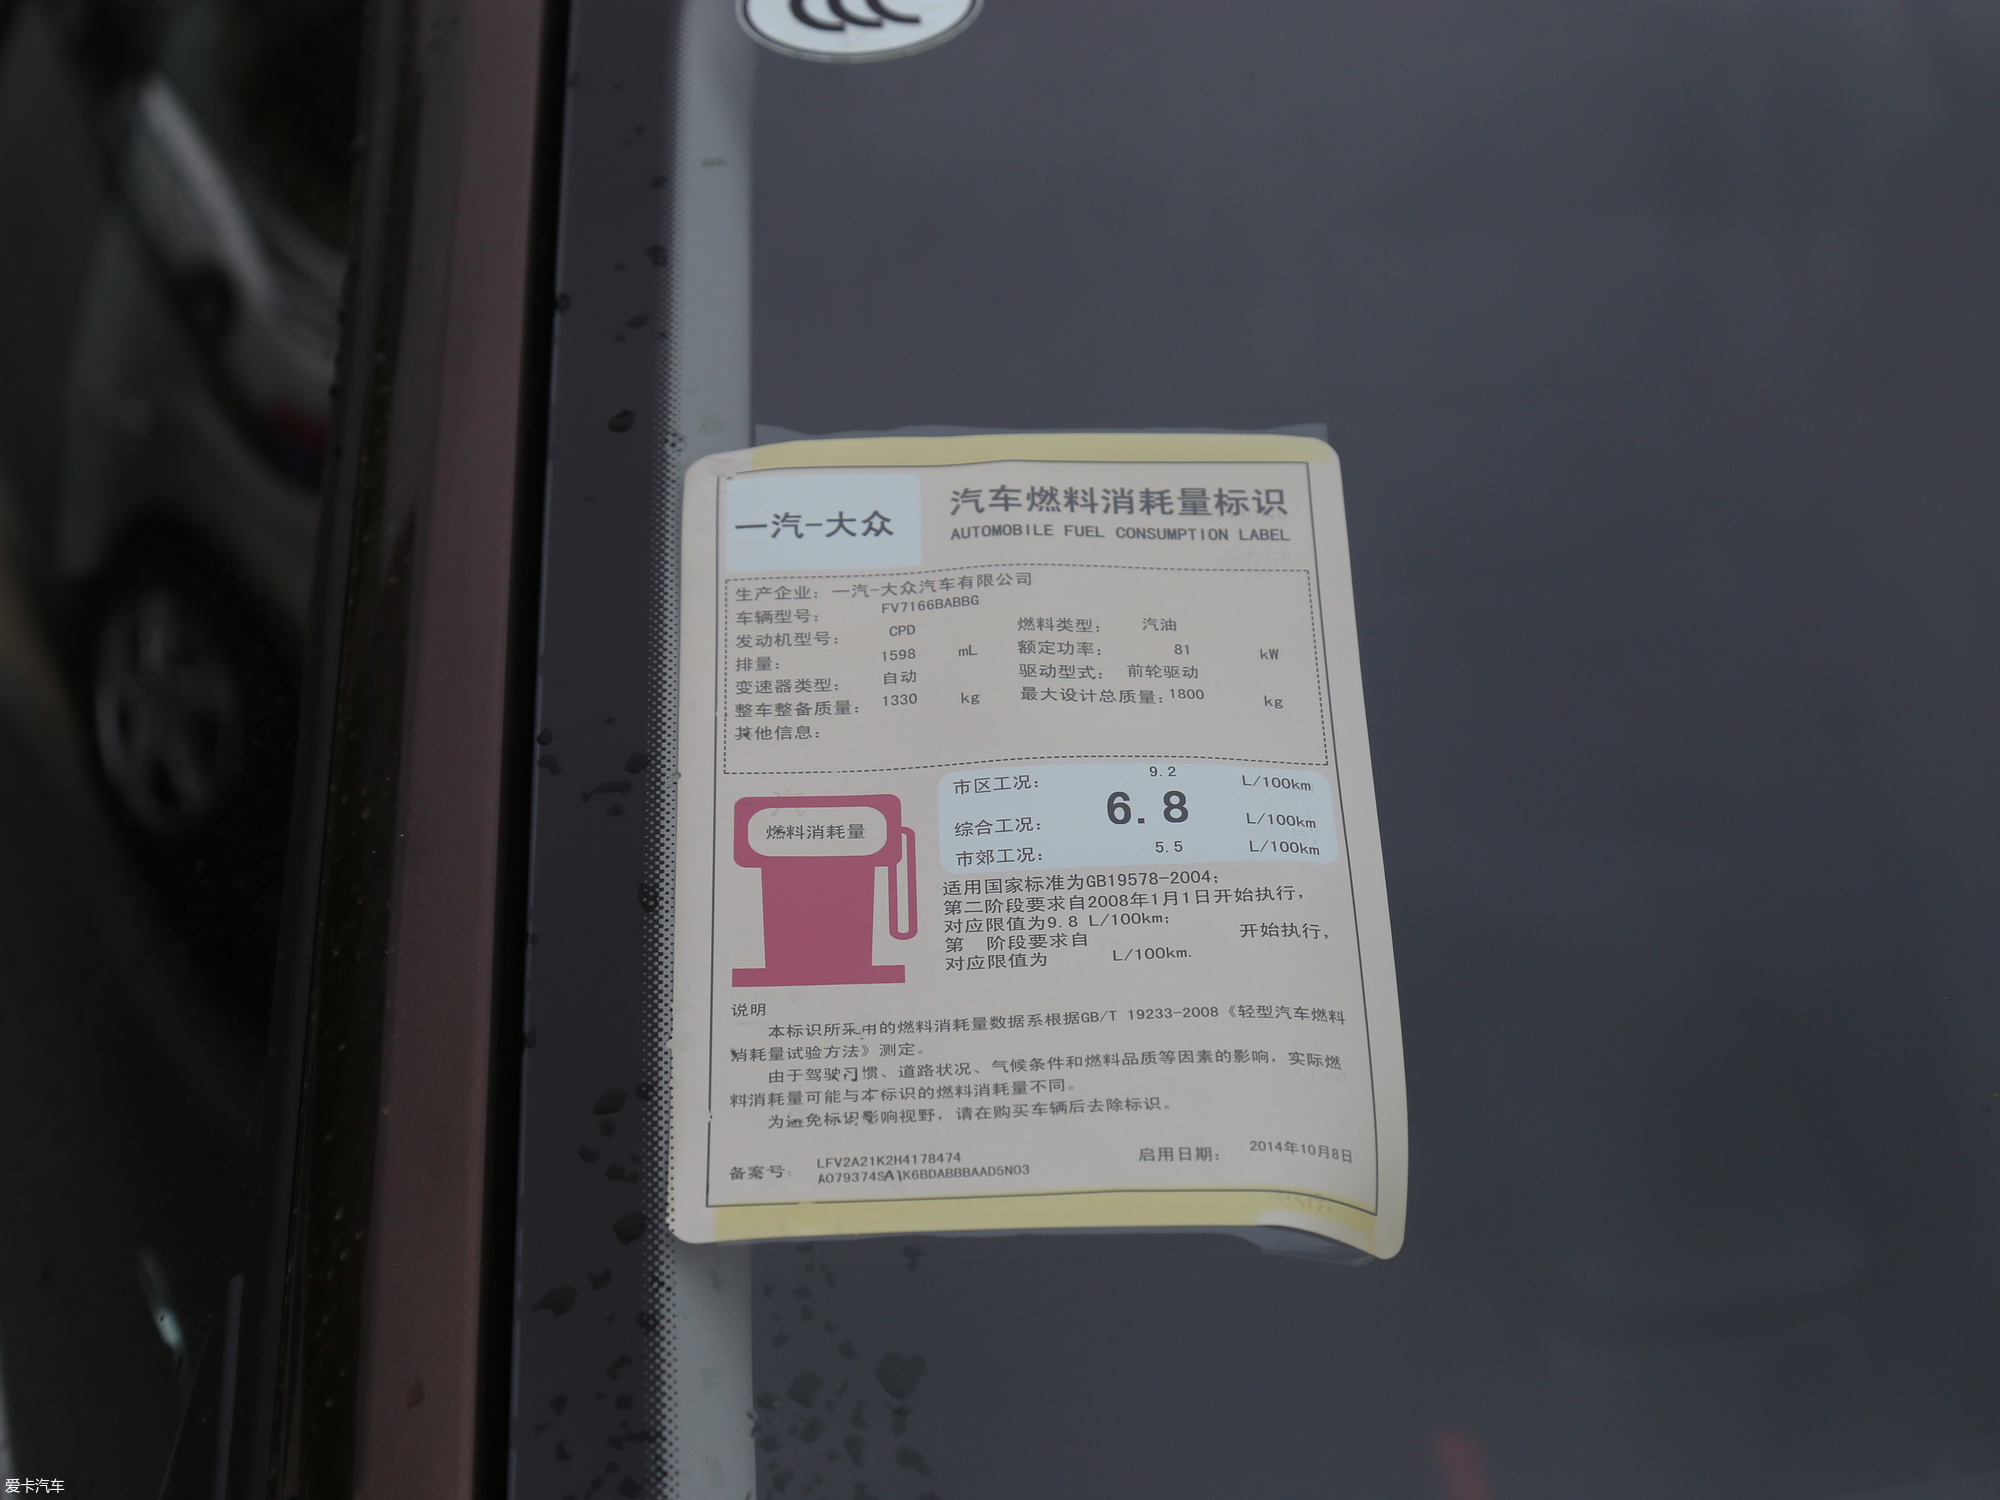 一汽-大众
汽车燃料消耗量标识
AUTOMOBILE FUEL CONSUMPTION LABEL
生产企业: 一汽-大众汽车有限公司
车辆型号: FV7166BABBG
发动机型号: CPD 燃料类型: 汽油
排量: 1598 mL 额定功率: 81 kW
变速器类型: 自动 驱动型式: 前轮驱动
整车整备质量: 1330 kg 最大设计总质量: 1800 kg
其他信息:
市区工况: 9.2 L/100km
综合工况: 6.8 L/100km
市郊工况: 5.5 L/100km
燃料消耗量
适用国家标准为GB19578-2004;
第二阶段要求自2008年1月1日开始执行,
对应限值为9.8 L/100km;
第 阶段要求自 开始执行,
对应限值为 L/100km.
说明
本标识所采用的燃料消耗量数据系根据GB/T 19233-2008《轻型汽车燃料
消耗量试验方法》测定。
由于驾驶习惯、道路状况、气候条件和燃料品质等因素的影响, 实际燃
料消耗量可能与本标识的燃料消耗量不同。
为避免标识影响视野, 请在购买车辆后去除标识。
备案号: LFV2A21K2H4178474 启用日期: 2014年10月8日
爱卡汽车